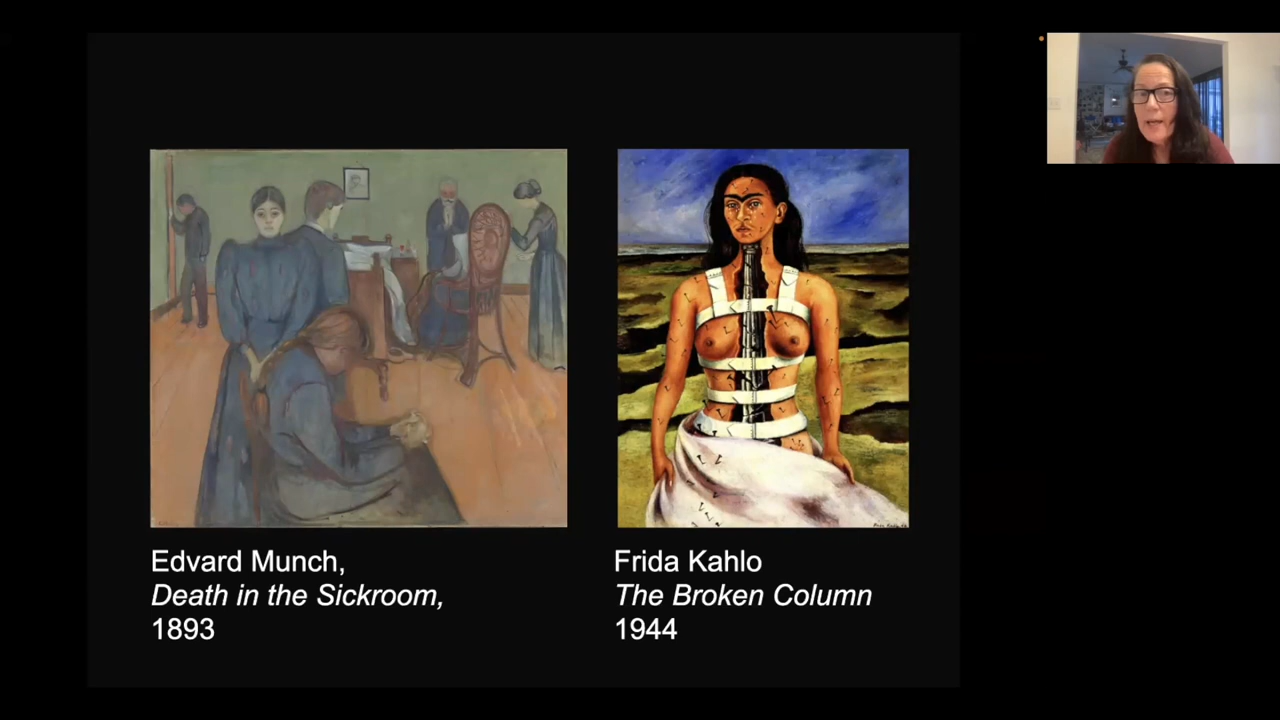 Edvard Munch,
Death in the Sickroom,
1893
Frida Kahlo
The Broken Column
1944